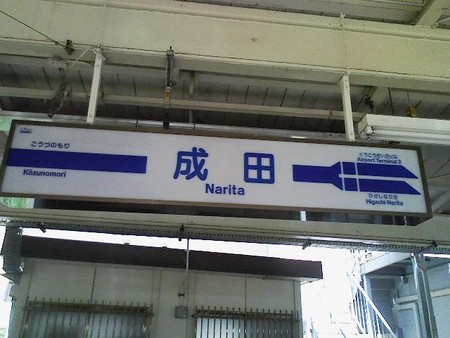 こうづのもり
Kōzunomori
成田
Narita
くうこうだい2ビル
Airport Terminal 2
ひがしなりた
Higashi Narita